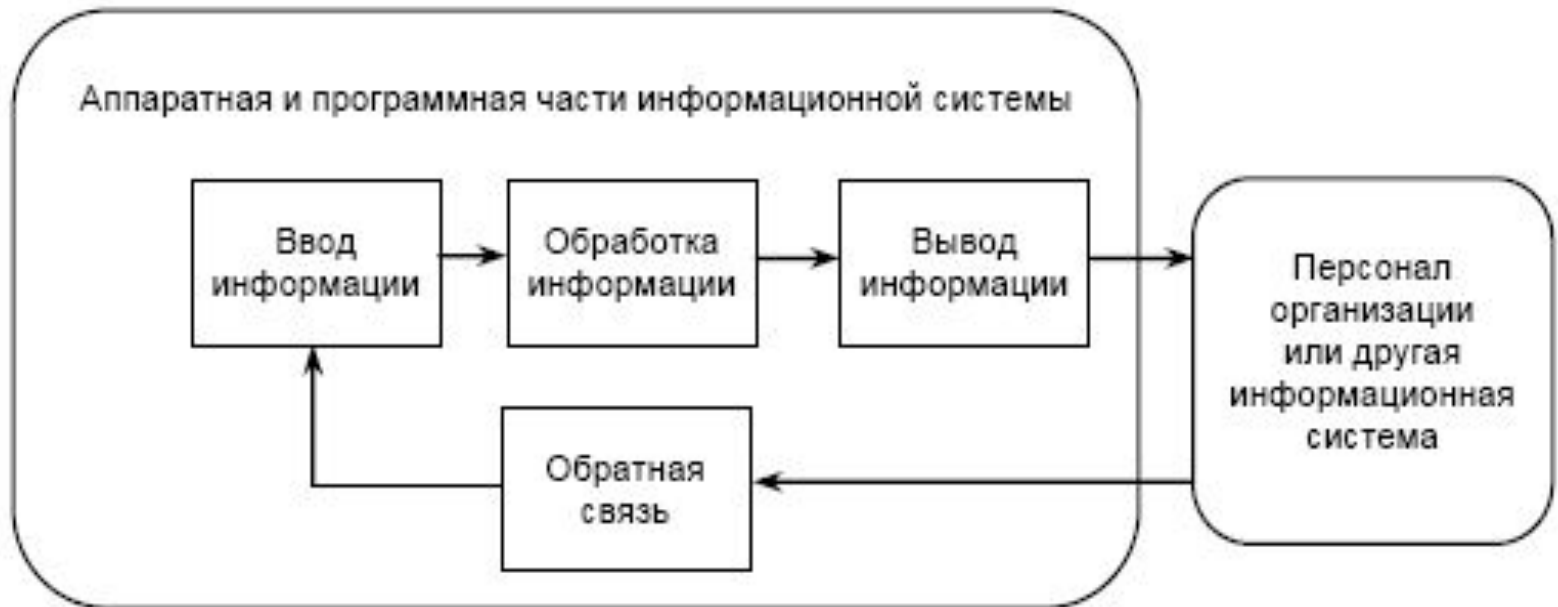 Аппаратная и программная части информационной системы
Ввод
информации
Обработка
информации
Вывод
информации
Персонал
организации
или другая
информационная
система
Обратная
связь